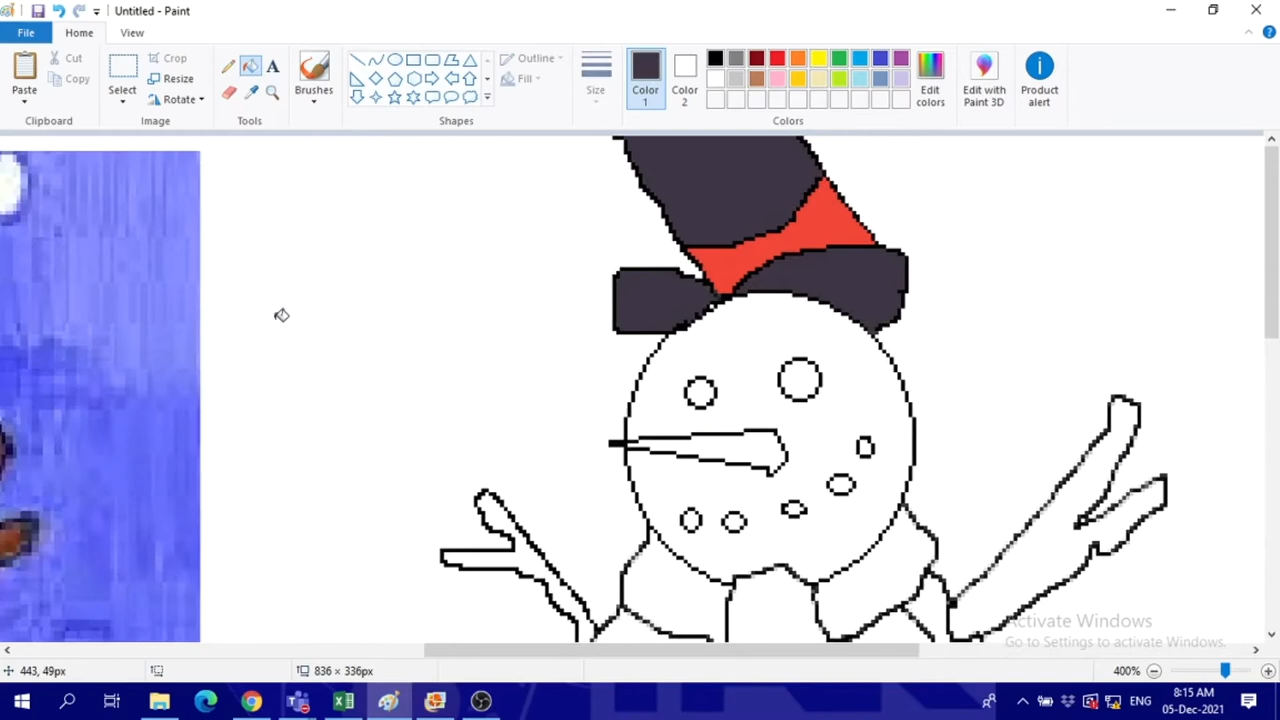 Untitled - Paint
File
Home
View
Paste
Cut
Copy
Clipboard
Select
Crop
Resize
Rotate
Image
A
Tools
Brushes
Shapes
Outline
Fill
Size
Color 1
Color 2
Edit colors
Colors
Edit with Paint 3D
Product alert
Activate Windows
Go to Settings to activate Windows.
443, 49px
836 × 336px
400%
ENG
8:15 AM
05-Dec-2021